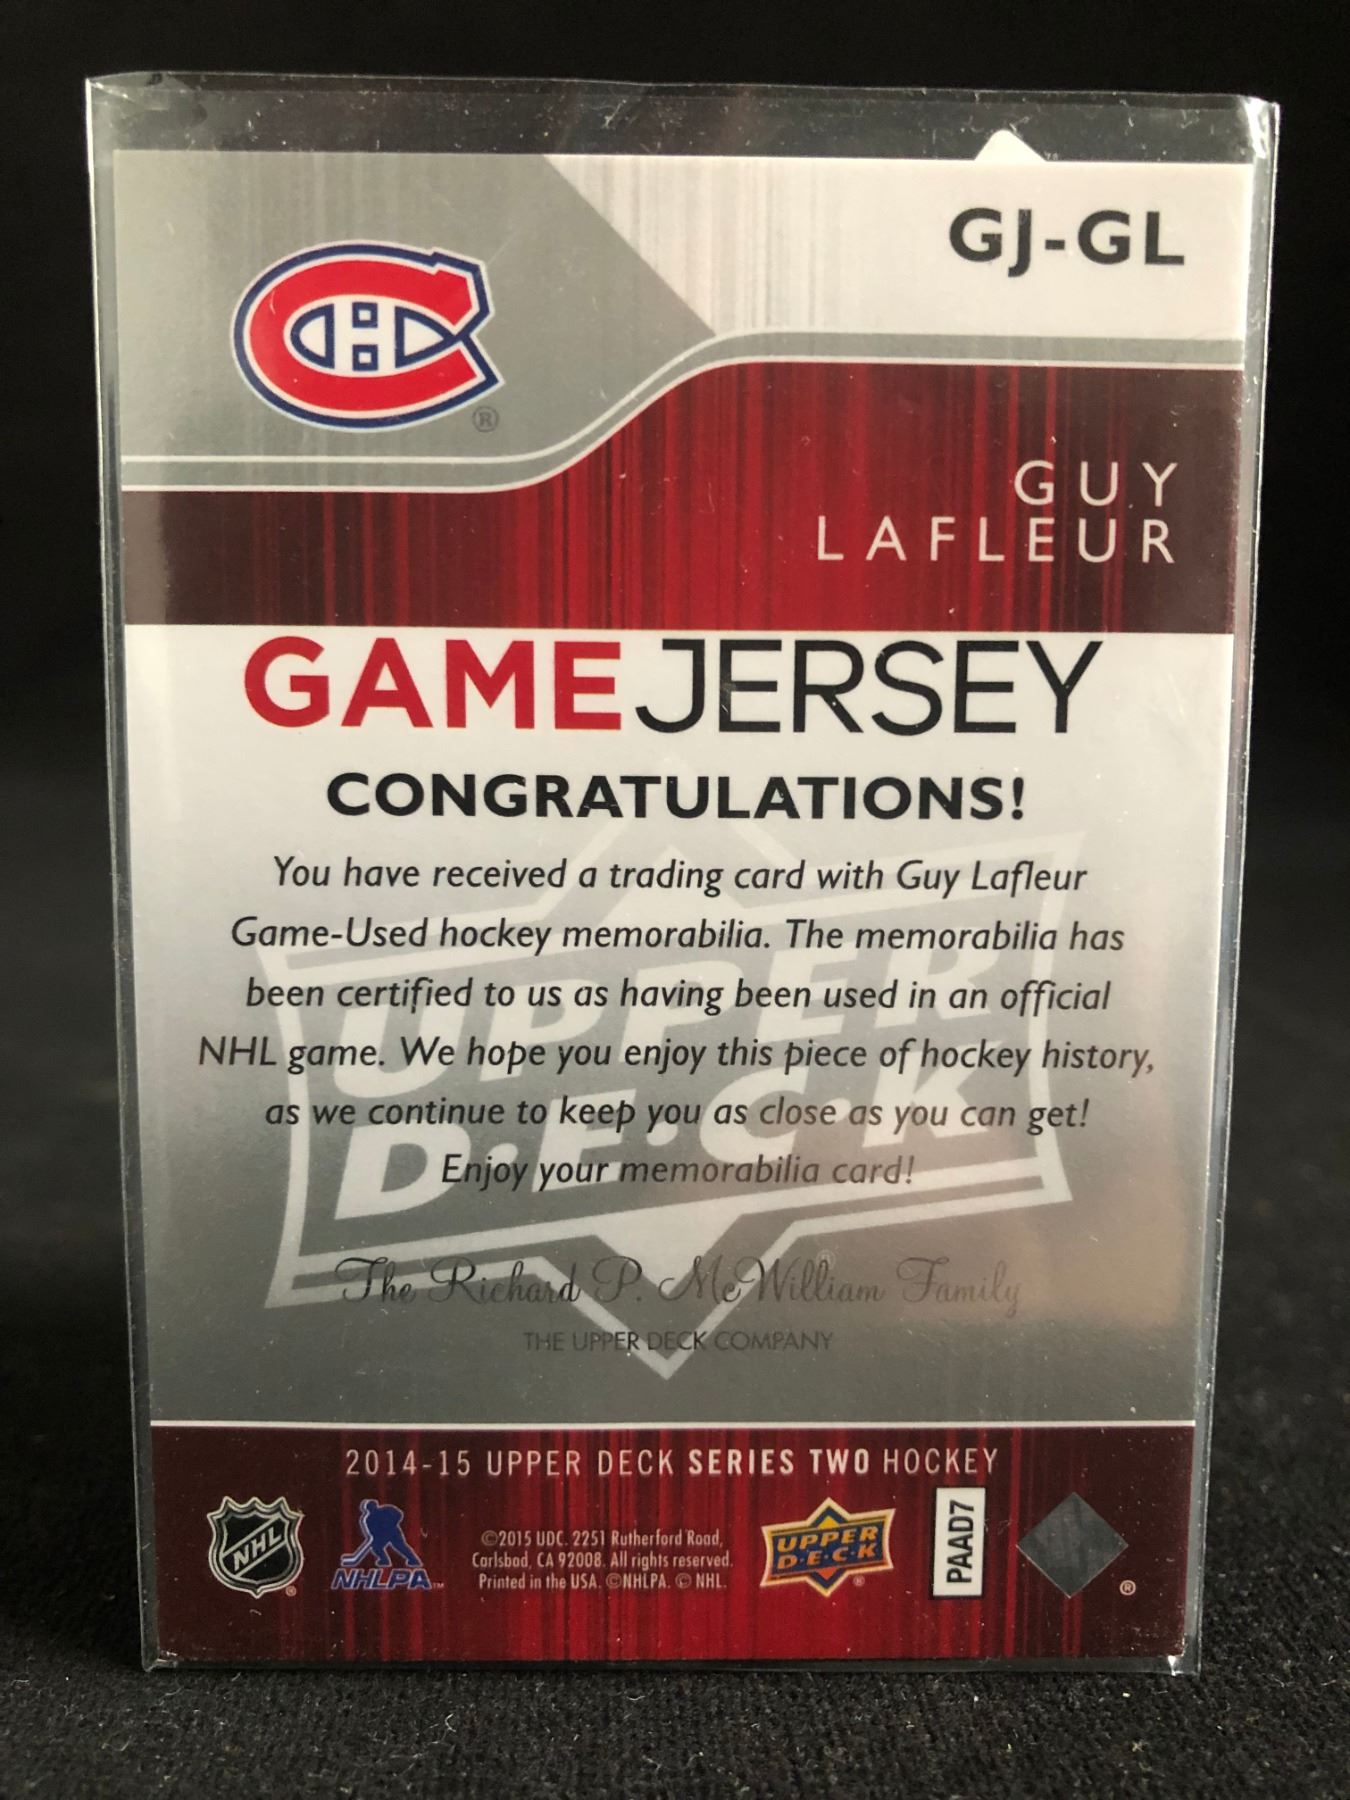 GJ-GL
®
GUY
LAFLEUR
GAMEJERSEY
CONGRATULATIONS!
You have received a trading card with Guy Lafleur
Game-Used hockey memorabilia. The memorabilia has
been certified to us as having been used in an official
NHL game. We hope you enjoy this piece of hockey history,
as we continue to keep you as close as you can get!
Enjoy your memorabilia card!
UPPER
D·E·C·K
The Richard P. McWilliam Family
THE UPPER DECK COMPANY
2014-15 UPPER DECK SERIES TWO HOCKEY
NHL ®
NHLPA™
©2015 UDC. 2251 Rutherford Road,
Carlsbad, CA 92008. All rights reserved.
Printed in the USA. ©NHLPA. © NHL.
UPPER
D·E·C·K ®
PAAD7
®